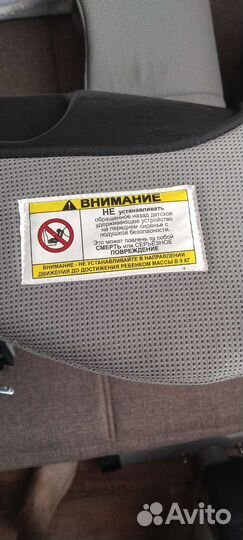 ВНИМАНИЕ
НЕ устанавливать
обращенное назад детское
удерживающее устройство
на переднем сиденье с
подушкой безопасности.
Это может повлечь за собой
СМЕРТЬ или СЕРЬЕЗНОЕ
ПОВРЕЖДЕНИЕ
ВНИМАНИЕ - НЕ УСТАНАВЛИВАЙТЕ В НАПРАВЛЕНИИ
ДВИЖЕНИЯ ДО ДОСТИЖЕНИЯ РЕБЕНКОМ МАССЫ В 9 КГ
Avito